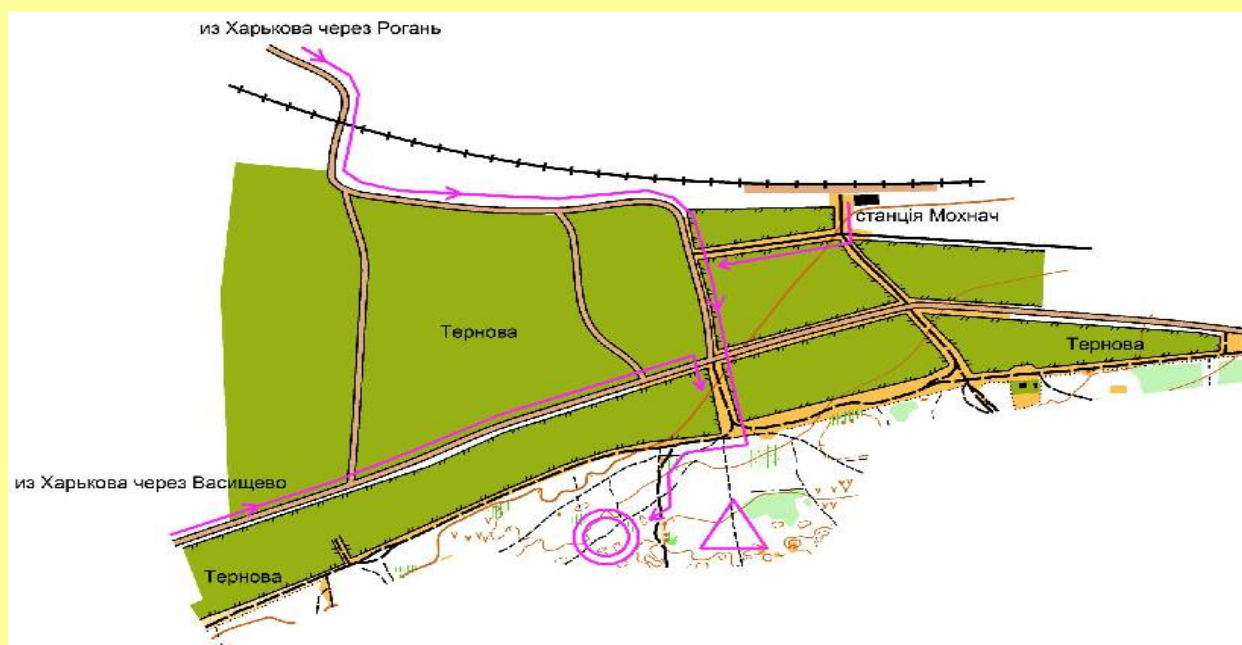 из Харькова через Рогань
станція Мохнач
Тернова
Тернова
из Харькова через Васищево
Тернова